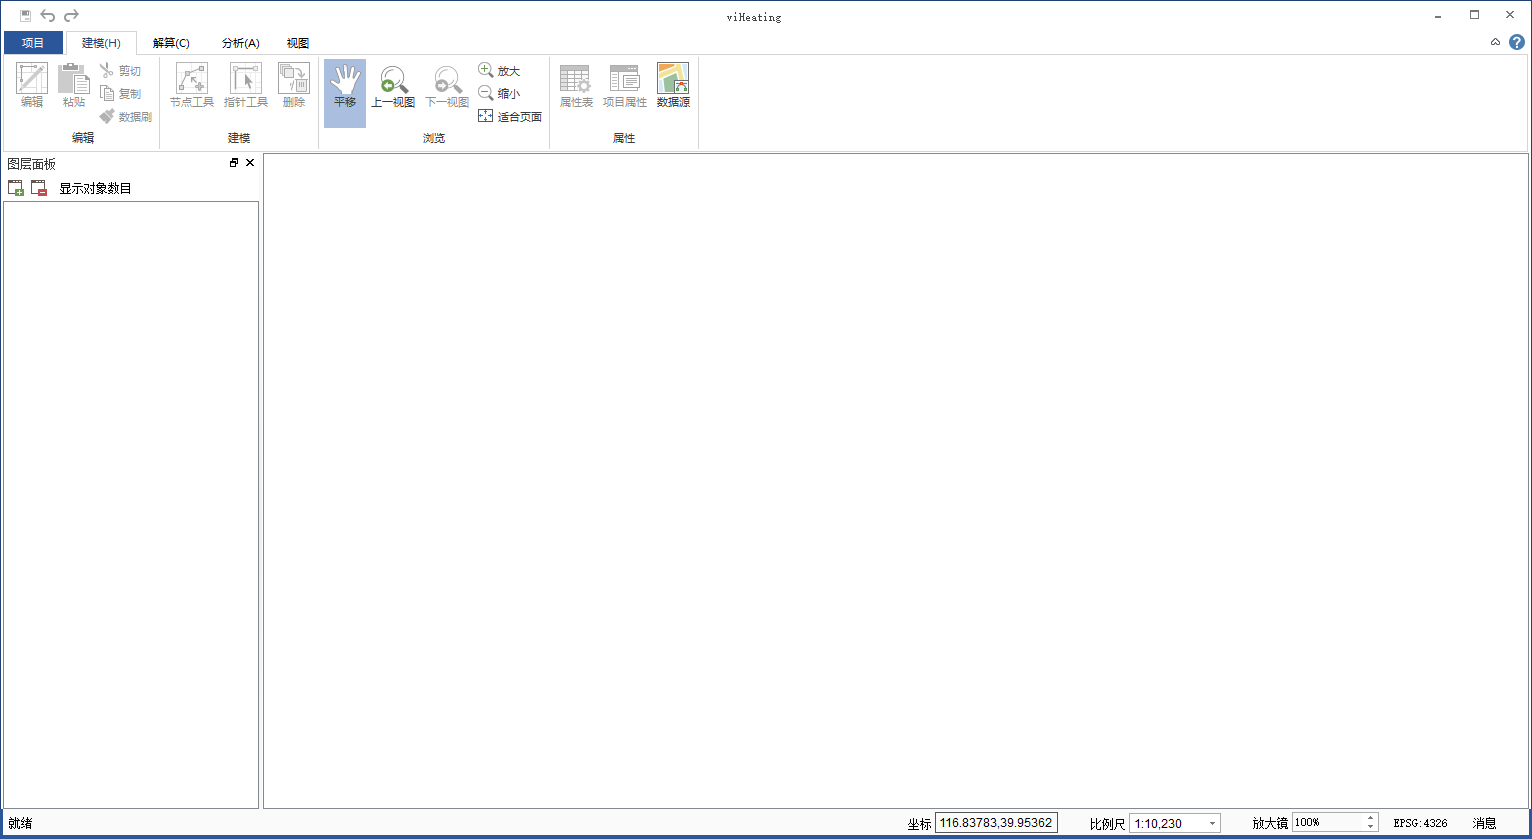 viHeating
项目 建模(H) 解算(C) 分析(A) 视图
编辑 粘贴 剪切 复制 数据刷
节点工具 指针工具 删除
平移 上一视图 下一视图 放大 缩小 适合页面
属性表 项目属性 数据源
编辑 建模 浏览 属性
图层面板
显示对象数目
就绪 坐标 116.83783,39.95362 比例尺 1:10,230 放大镜 100% EPSG:4326 消息